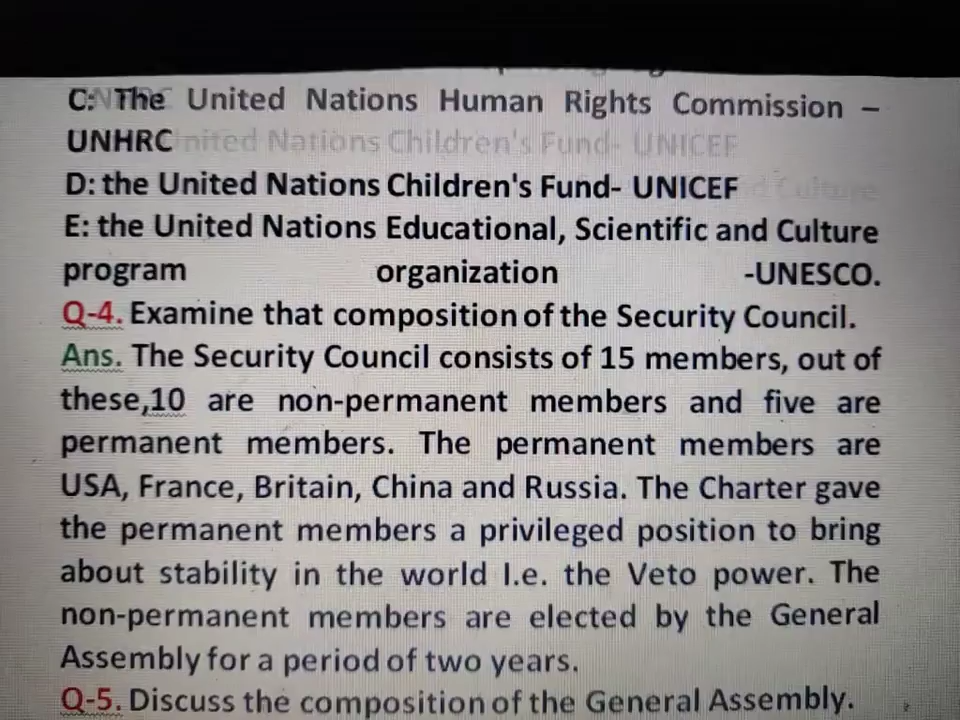 C: The United Nations Human Rights Commission –
UNHRC
D: the United Nations Children's Fund- UNICEF
E: the United Nations Educational, Scientific and Culture
program organization -UNESCO.
Q-4. Examine that composition of the Security Council.
Ans. The Security Council consists of 15 members, out of
these,10 are non-permanent members and five are
permanent members. The permanent members are
USA, France, Britain, China and Russia. The Charter gave
the permanent members a privileged position to bring
about stability in the world I.e. the Veto power. The
non-permanent members are elected by the General
Assembly for a period of two years.
Q-5. Discuss the composition of the General Assembly.